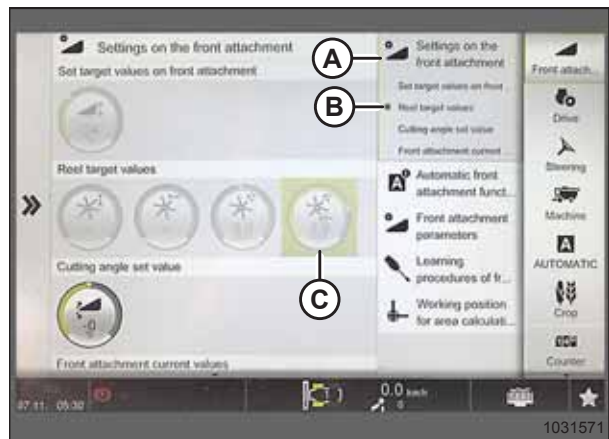 Settings on the front attachment
Set target values on front attachment
Reel target values
Cutting angle set value
-0
Front attachment current values
A
B
C
Settings on the
front attachment
Set target values on front
Reel target values
Cutting angle set value
Front attachment current
Automatic front
attachment funct...
Front attachment
parameters
Learning
procedures of fr...
Working position
for area calculati...
Front attach...
Drive
Steering
Machine
A
AUTOMATIC
Crop
Counter
07.11. 05:30
0.0 km/h
0
1031571